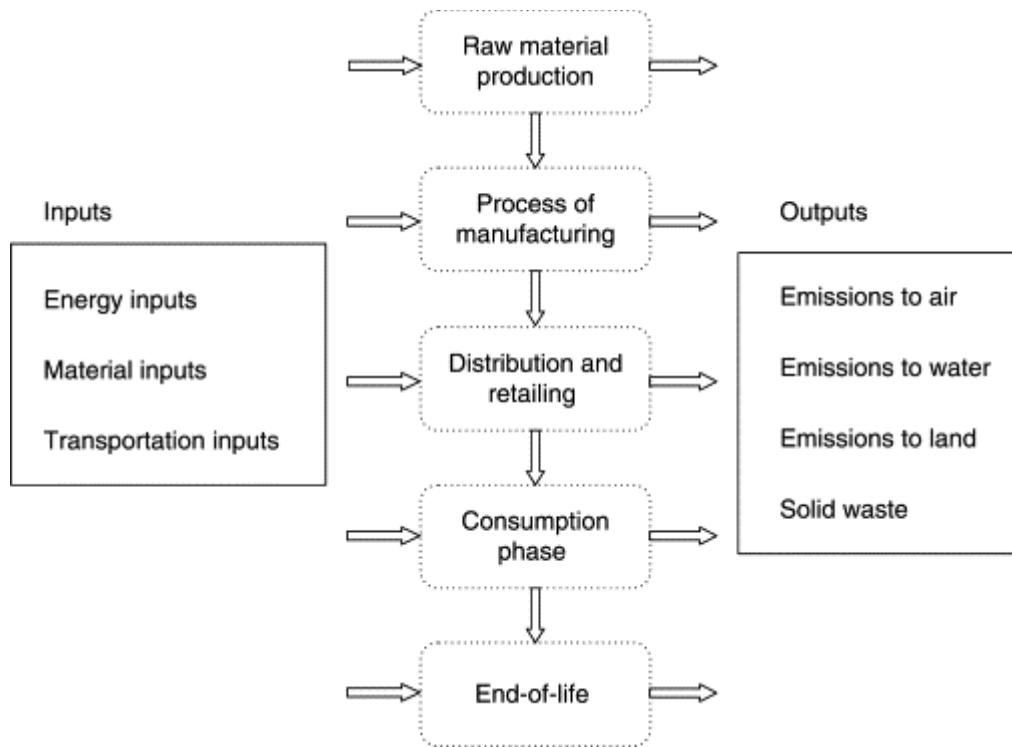 Raw material
production
Inputs
Process of
manufacturing
Outputs
Energy inputs
Material inputs
Transportation inputs
Distribution and
retailing
Emissions to air
Emissions to water
Emissions to land
Solid waste
Consumption
phase
End-of-life